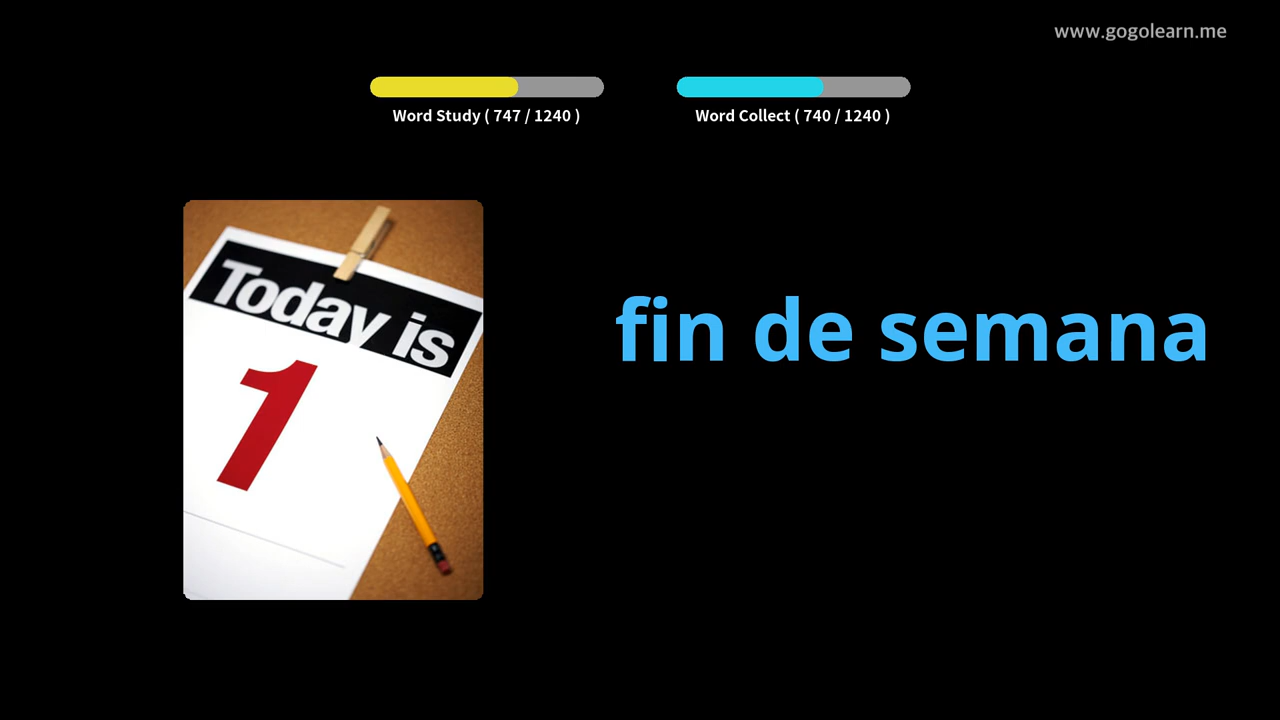 www.gogolearn.me
Word Study ( 747 / 1240 )
Word Collect ( 740 / 1240 )
Today is
1
fin de semana